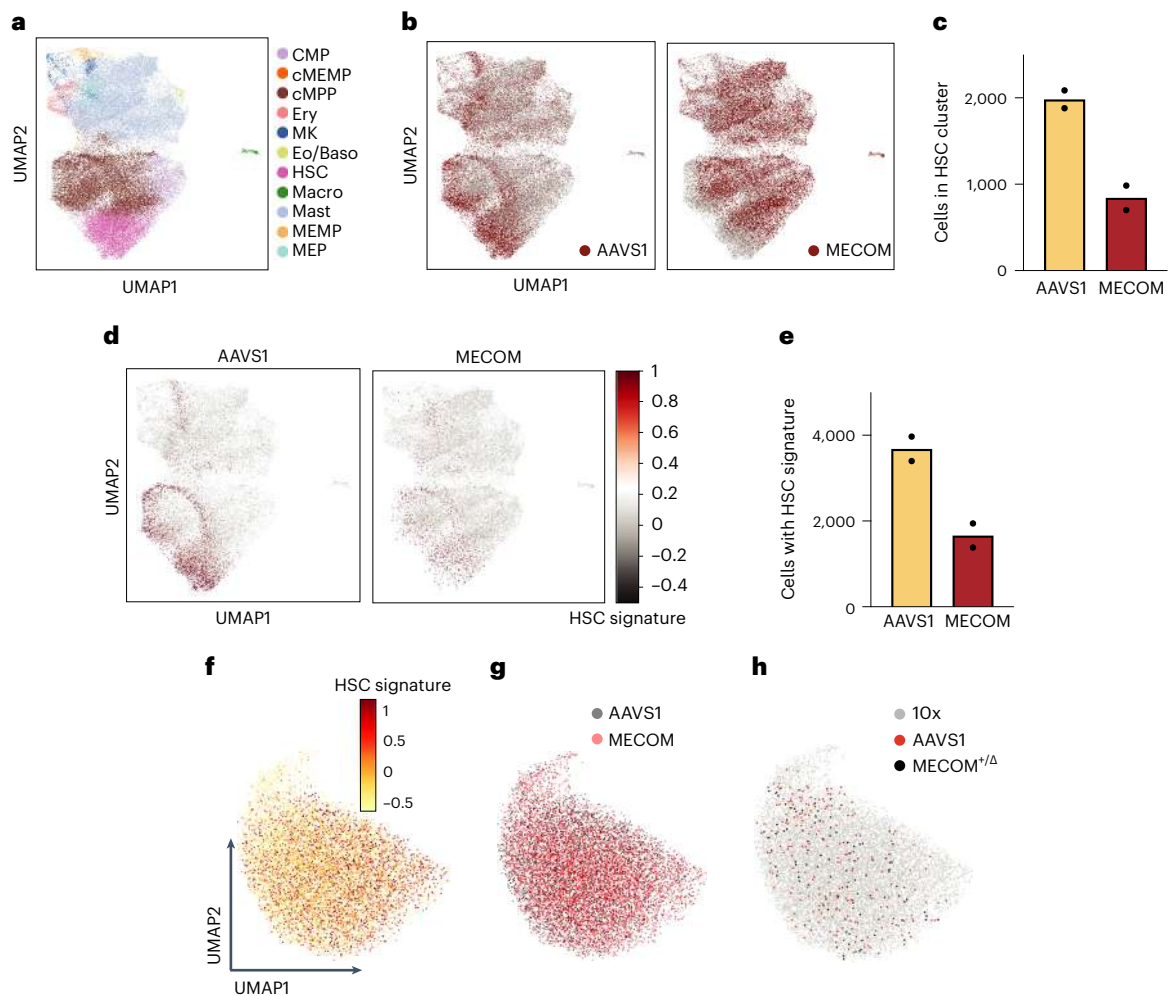 a
UMAP2
UMAP1
CMP
cMEMP
cMPP
Ery
MK
Eo/Baso
HSC
Macro
Mast
MEMP
MEP
b
UMAP2
AAVS1
MECOM
UMAP1
c
Cells in HSC cluster
2,000
1,000
0
AAVS1 MECOM
d
AAVS1
MECOM
UMAP2
UMAP1
1
0.8
0.6
0.4
0.2
0
−0.2
−0.4
HSC signature
e
Cells with HSC signature
4,000
2,000
0
AAVS1 MECOM
f
HSC signature
1
0.5
0
−0.5
UMAP2
UMAP1
g
AAVS1
MECOM
h
10x
AAVS1
MECOM+/Δ